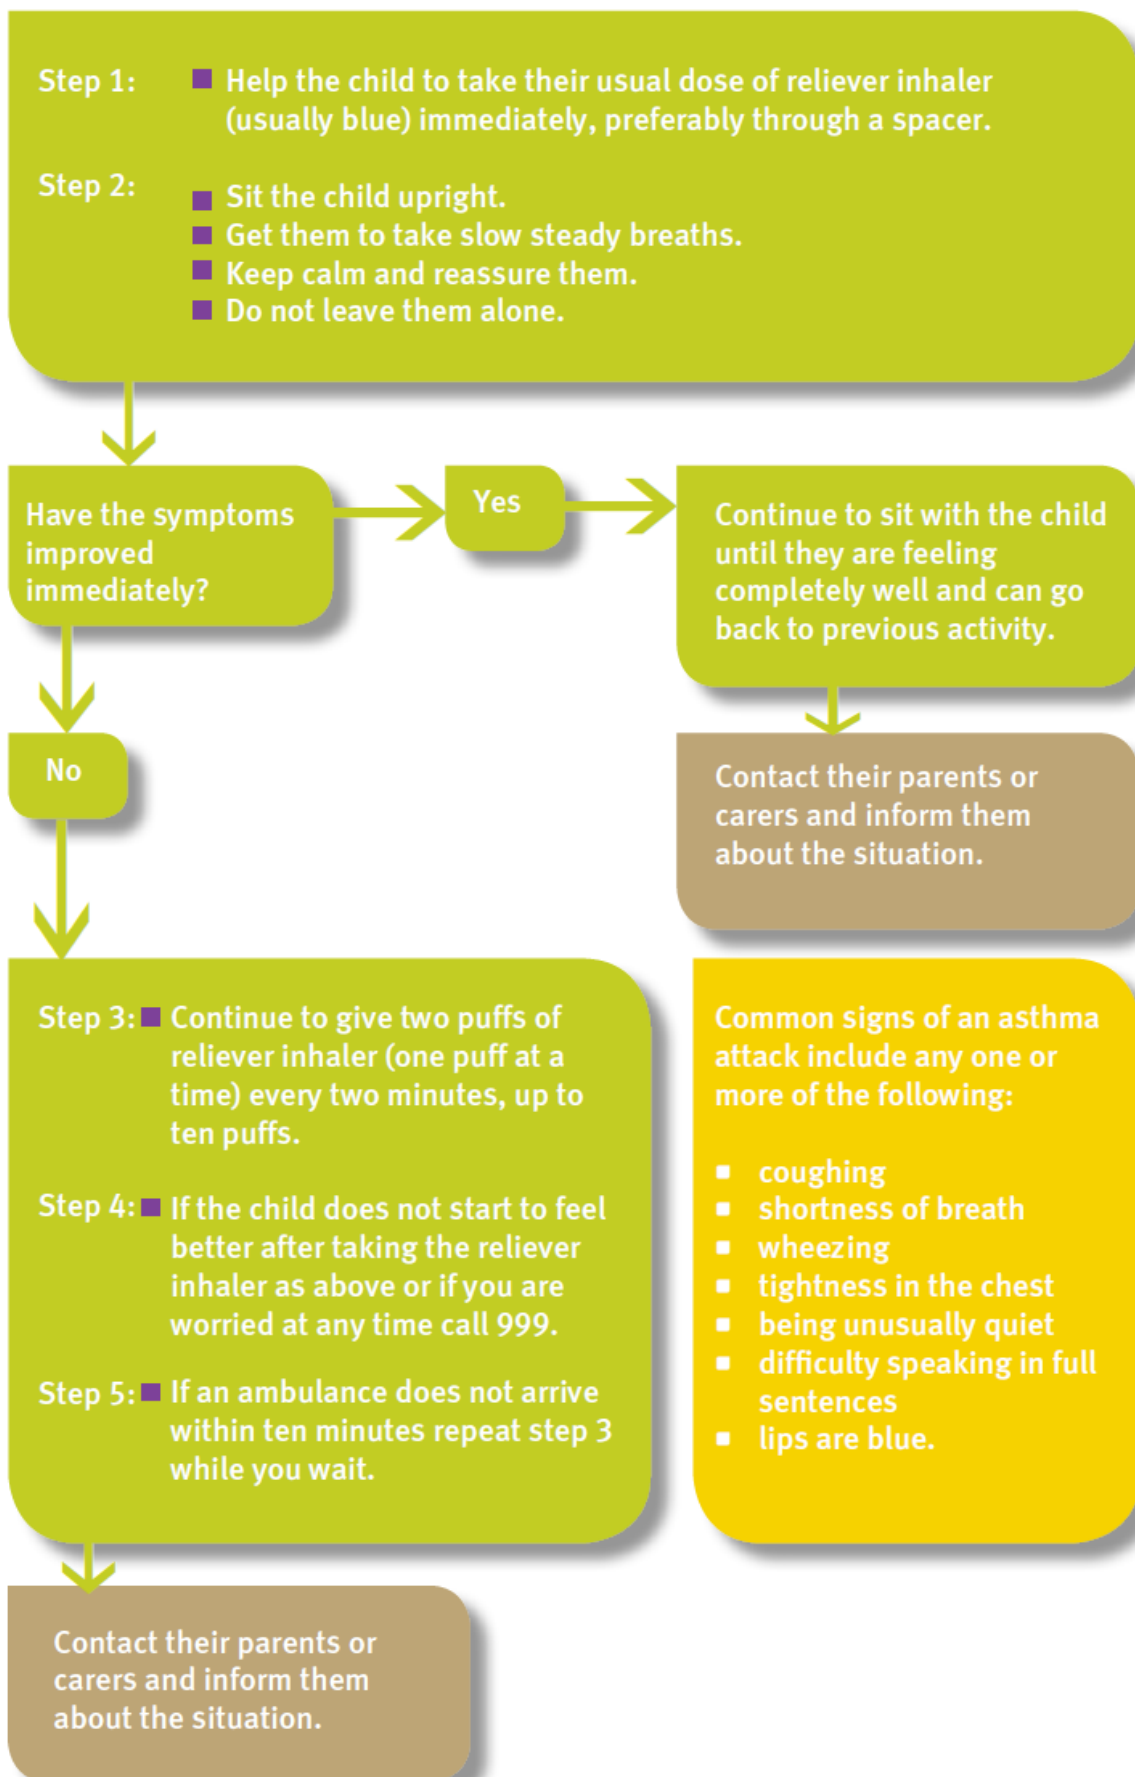 Step 1:
Help the child to take their usual dose of reliever inhaler
(usually blue) immediately, preferably through a spacer.
Step 2:
Sit the child upright.
Get them to take slow steady breaths.
Keep calm and reassure them.
Do not leave them alone.
Have the symptoms
improved
immediately?
Yes
Continue to sit with the child
until they are feeling
completely well and can go
back to previous activity.
No
Contact their parents or
carers and inform them
about the situation.
Step 3: Continue to give two puffs of
reliever inhaler (one puff at a
time) every two minutes, up to
ten puffs.
Step 4: If the child does not start to feel
better after taking the reliever
inhaler as above or if you are
worried at any time call 999.
Step 5: If an ambulance does not arrive
within ten minutes repeat step 3
while you wait.
Common signs of an asthma
attack include any one or
more of the following:
coughing
shortness of breath
wheezing
tightness in the chest
being unusually quiet
difficulty speaking in full
sentences
lips are blue.
Contact their parents or
carers and inform them
about the situation.